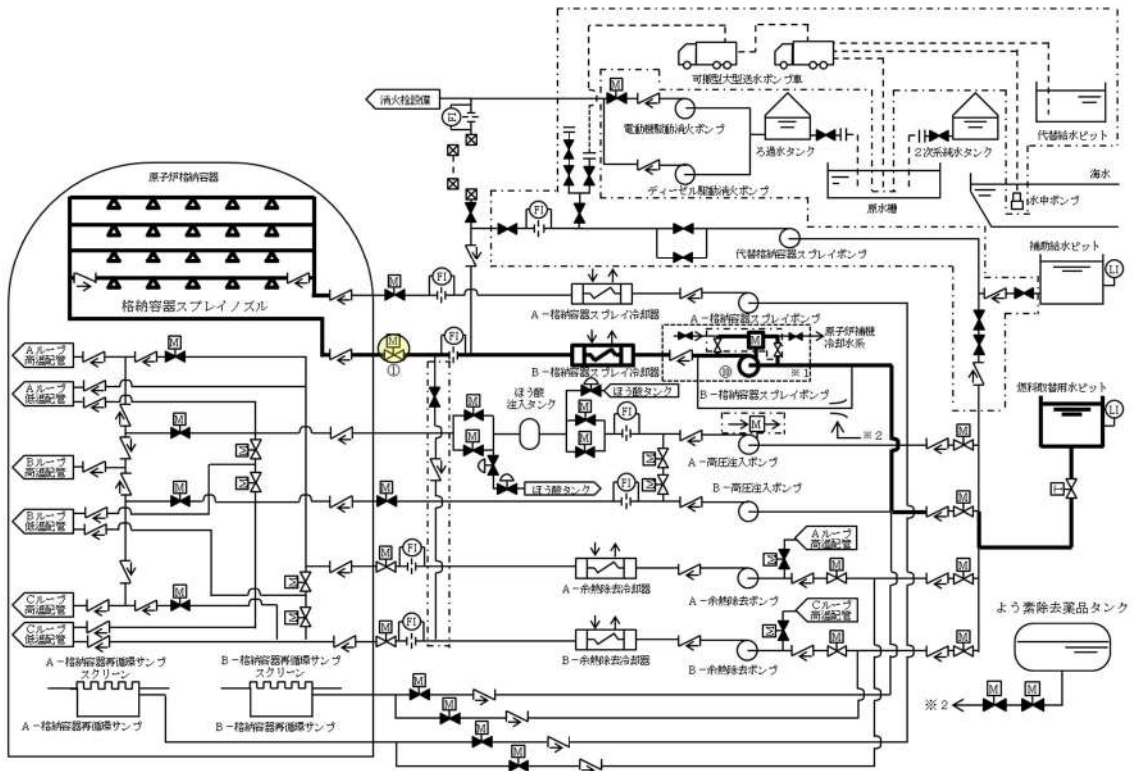 可搬型大型送水ポンプ車
消火栓設備
FI
M
電動機駆動消火ポンプ
ろ過水タンク
2次系純水タンク
代替給水ピット
ディーゼル駆動消火ポンプ
原水槽
海水
水中ポンプ
原子炉格納容器
FI
代替格納容器スプレイポンプ
補助給水ピット
LI
格納容器スプレイノズル
M
FI
A-格納容器スプレイ冷却器
A-格納容器スプレイポンプ
原子炉補機
冷却水系
M
①
FI
B-格納容器スプレイ冷却器
M
⑩
※1
B-格納容器スプレイポンプ
燃料取替用水ピット
LI
Aループ
高温配管
M
Aループ
低温配管
ほう酸
注入タンク
ほう酸タンク
M
M
M
M
M
FI
M
※2
A-高圧注入ポンプ
M
Bループ
高温配管
M
M
ほう酸タンク
M
M
Bループ
低温配管
M
M
FI
B-高圧注入ポンプ
M
T
Aループ
高温配管
M
FI
A-余熱除去冷却器
M
M
M
A-余熱除去ポンプ
M
Cループ
高温配管
M
M
Cループ
高温配管
Cループ
低温配管
M
FI
B-余熱除去冷却器
M
M
M
B-余熱除去ポンプ
よう素除去薬品タンク
A-格納容器再循環サンプ
スクリーン
B-格納容器再循環サンプ
スクリーン
A-格納容器再循環サンプ
B-格納容器再循環サンプ
M
M
M
M
※2
M
M